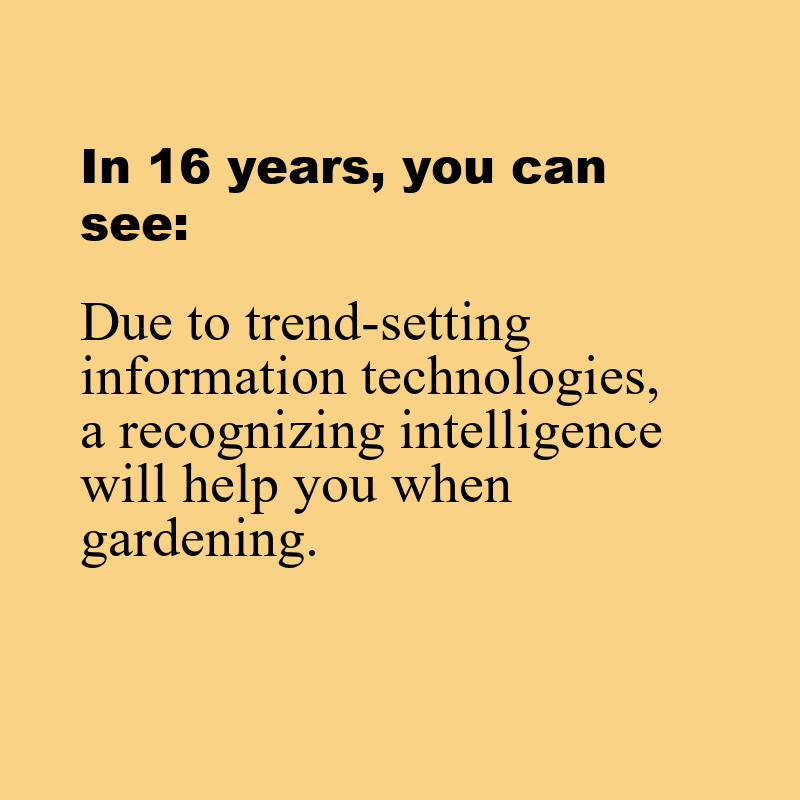 In 16 years, you can
see:
Due to trend-setting
information technologies,
a recognizing intelligence
will help you when
gardening.